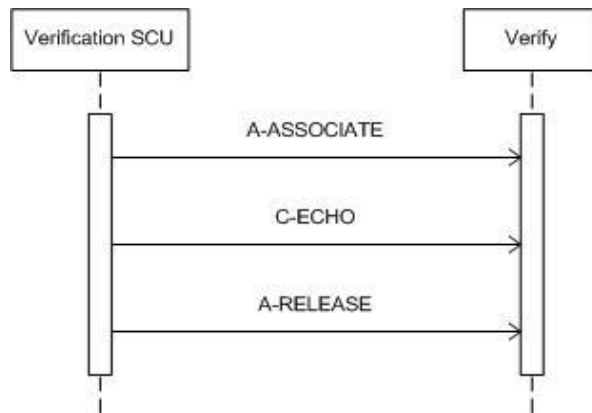 Verification SCU
Verify
A-ASSOCIATE
C-ECHO
A-RELEASE